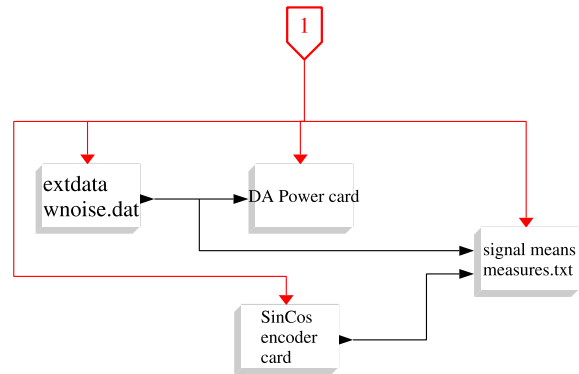 1
extdata
wnoise.dat
DA Power card
signal means
measures.txt
SinCos
encoder
card